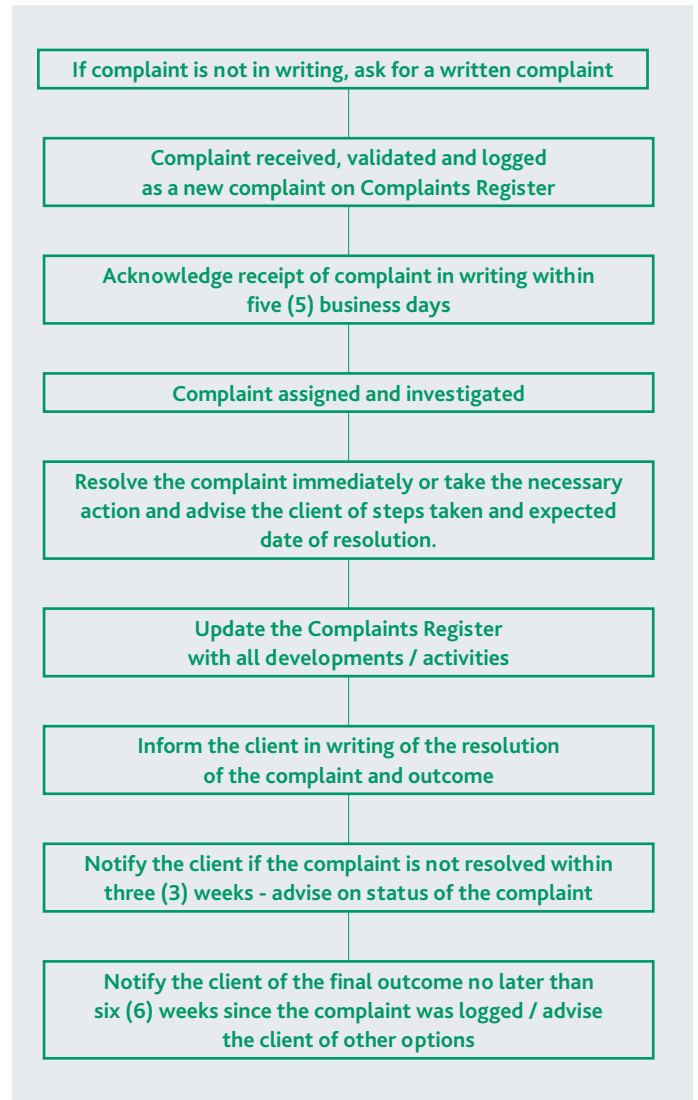 If complaint is not in writing, ask for a written complaint
Complaint received, validated and logged
as a new complaint on Complaints Register
Acknowledge receipt of complaint in writing within
five (5) business days
Complaint assigned and investigated
Resolve the complaint immediately or take the necessary
action and advise the client of steps taken and expected
date of resolution.
Update the Complaints Register
with all developments / activities
Inform the client in writing of the resolution
of the complaint and outcome
Notify the client if the complaint is not resolved within
three (3) weeks - advise on status of the complaint
Notify the client of the final outcome no later than
six (6) weeks since the complaint was logged / advise
the client of other options